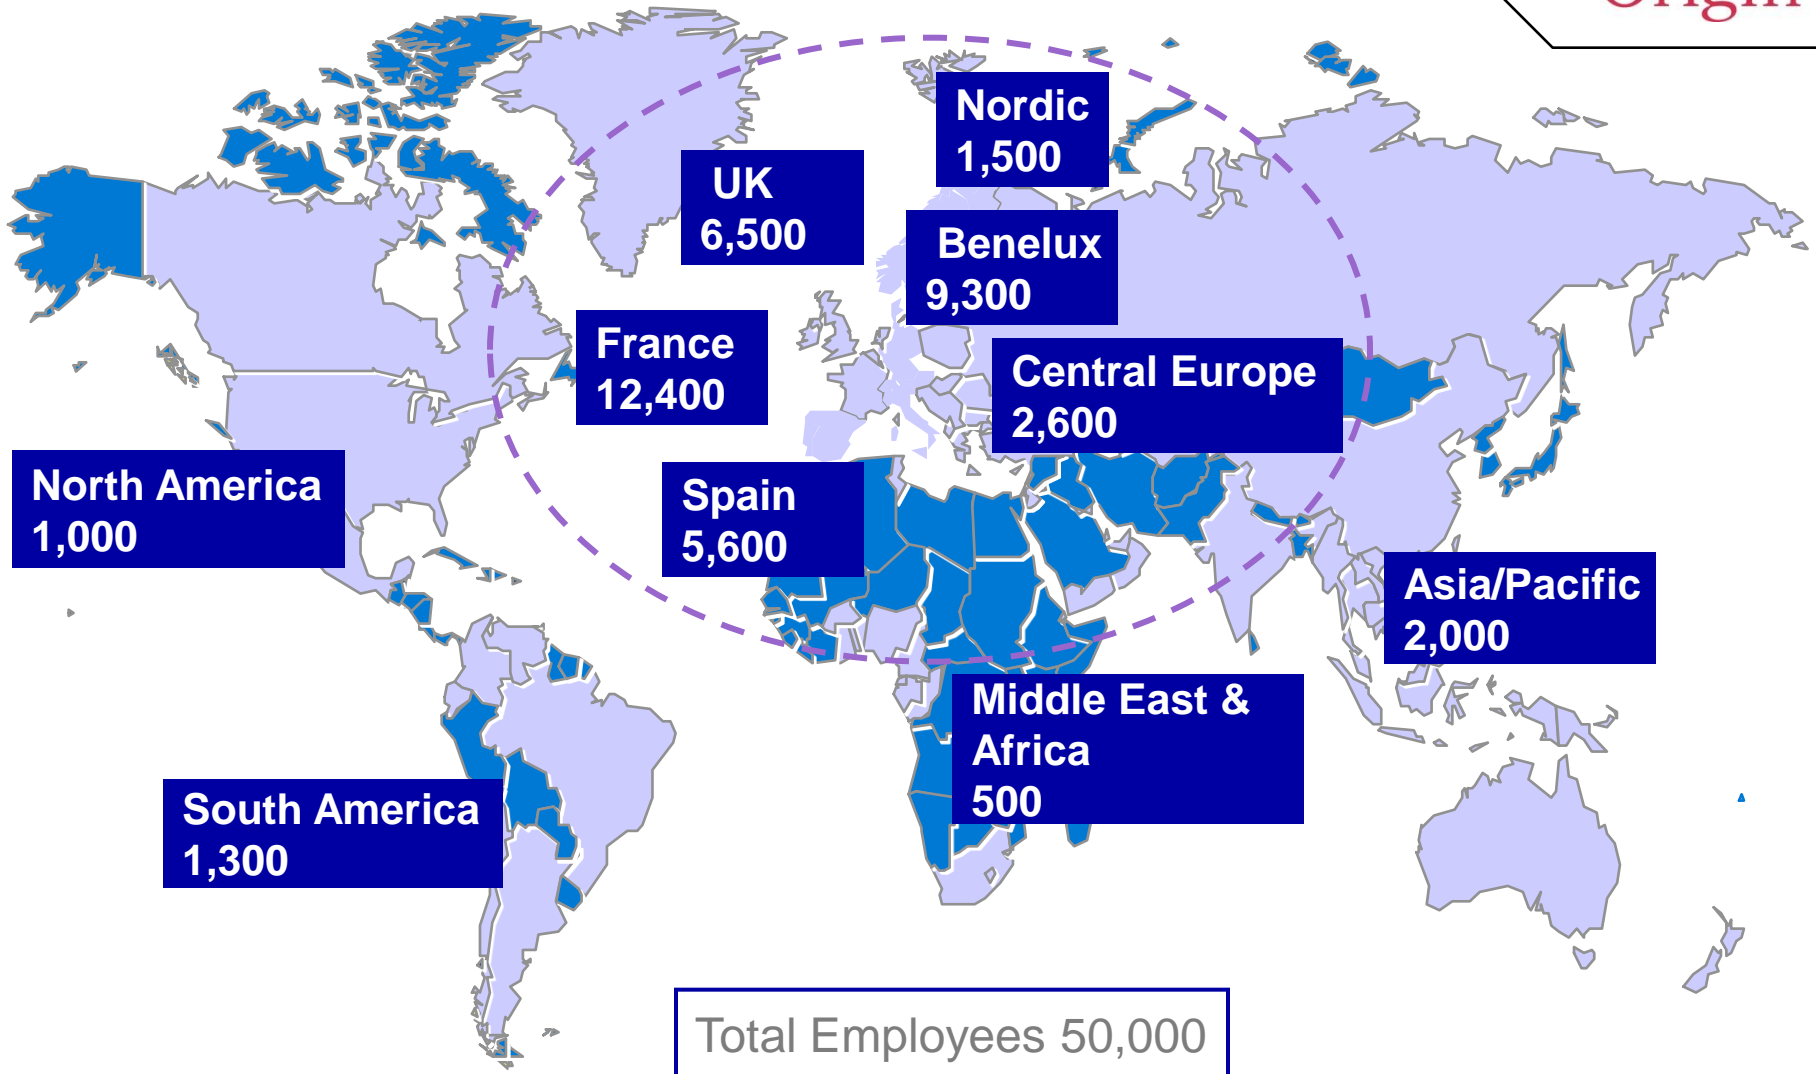 Origin
Nordic
1,500
UK
6,500
Benelux
9,300
France
12,400
Central Europe
2,600
North America
1,000
Spain
5,600
Asia/Pacific
2,000
Middle East &
Africa
500
South America
1,300
Total Employees 50,000